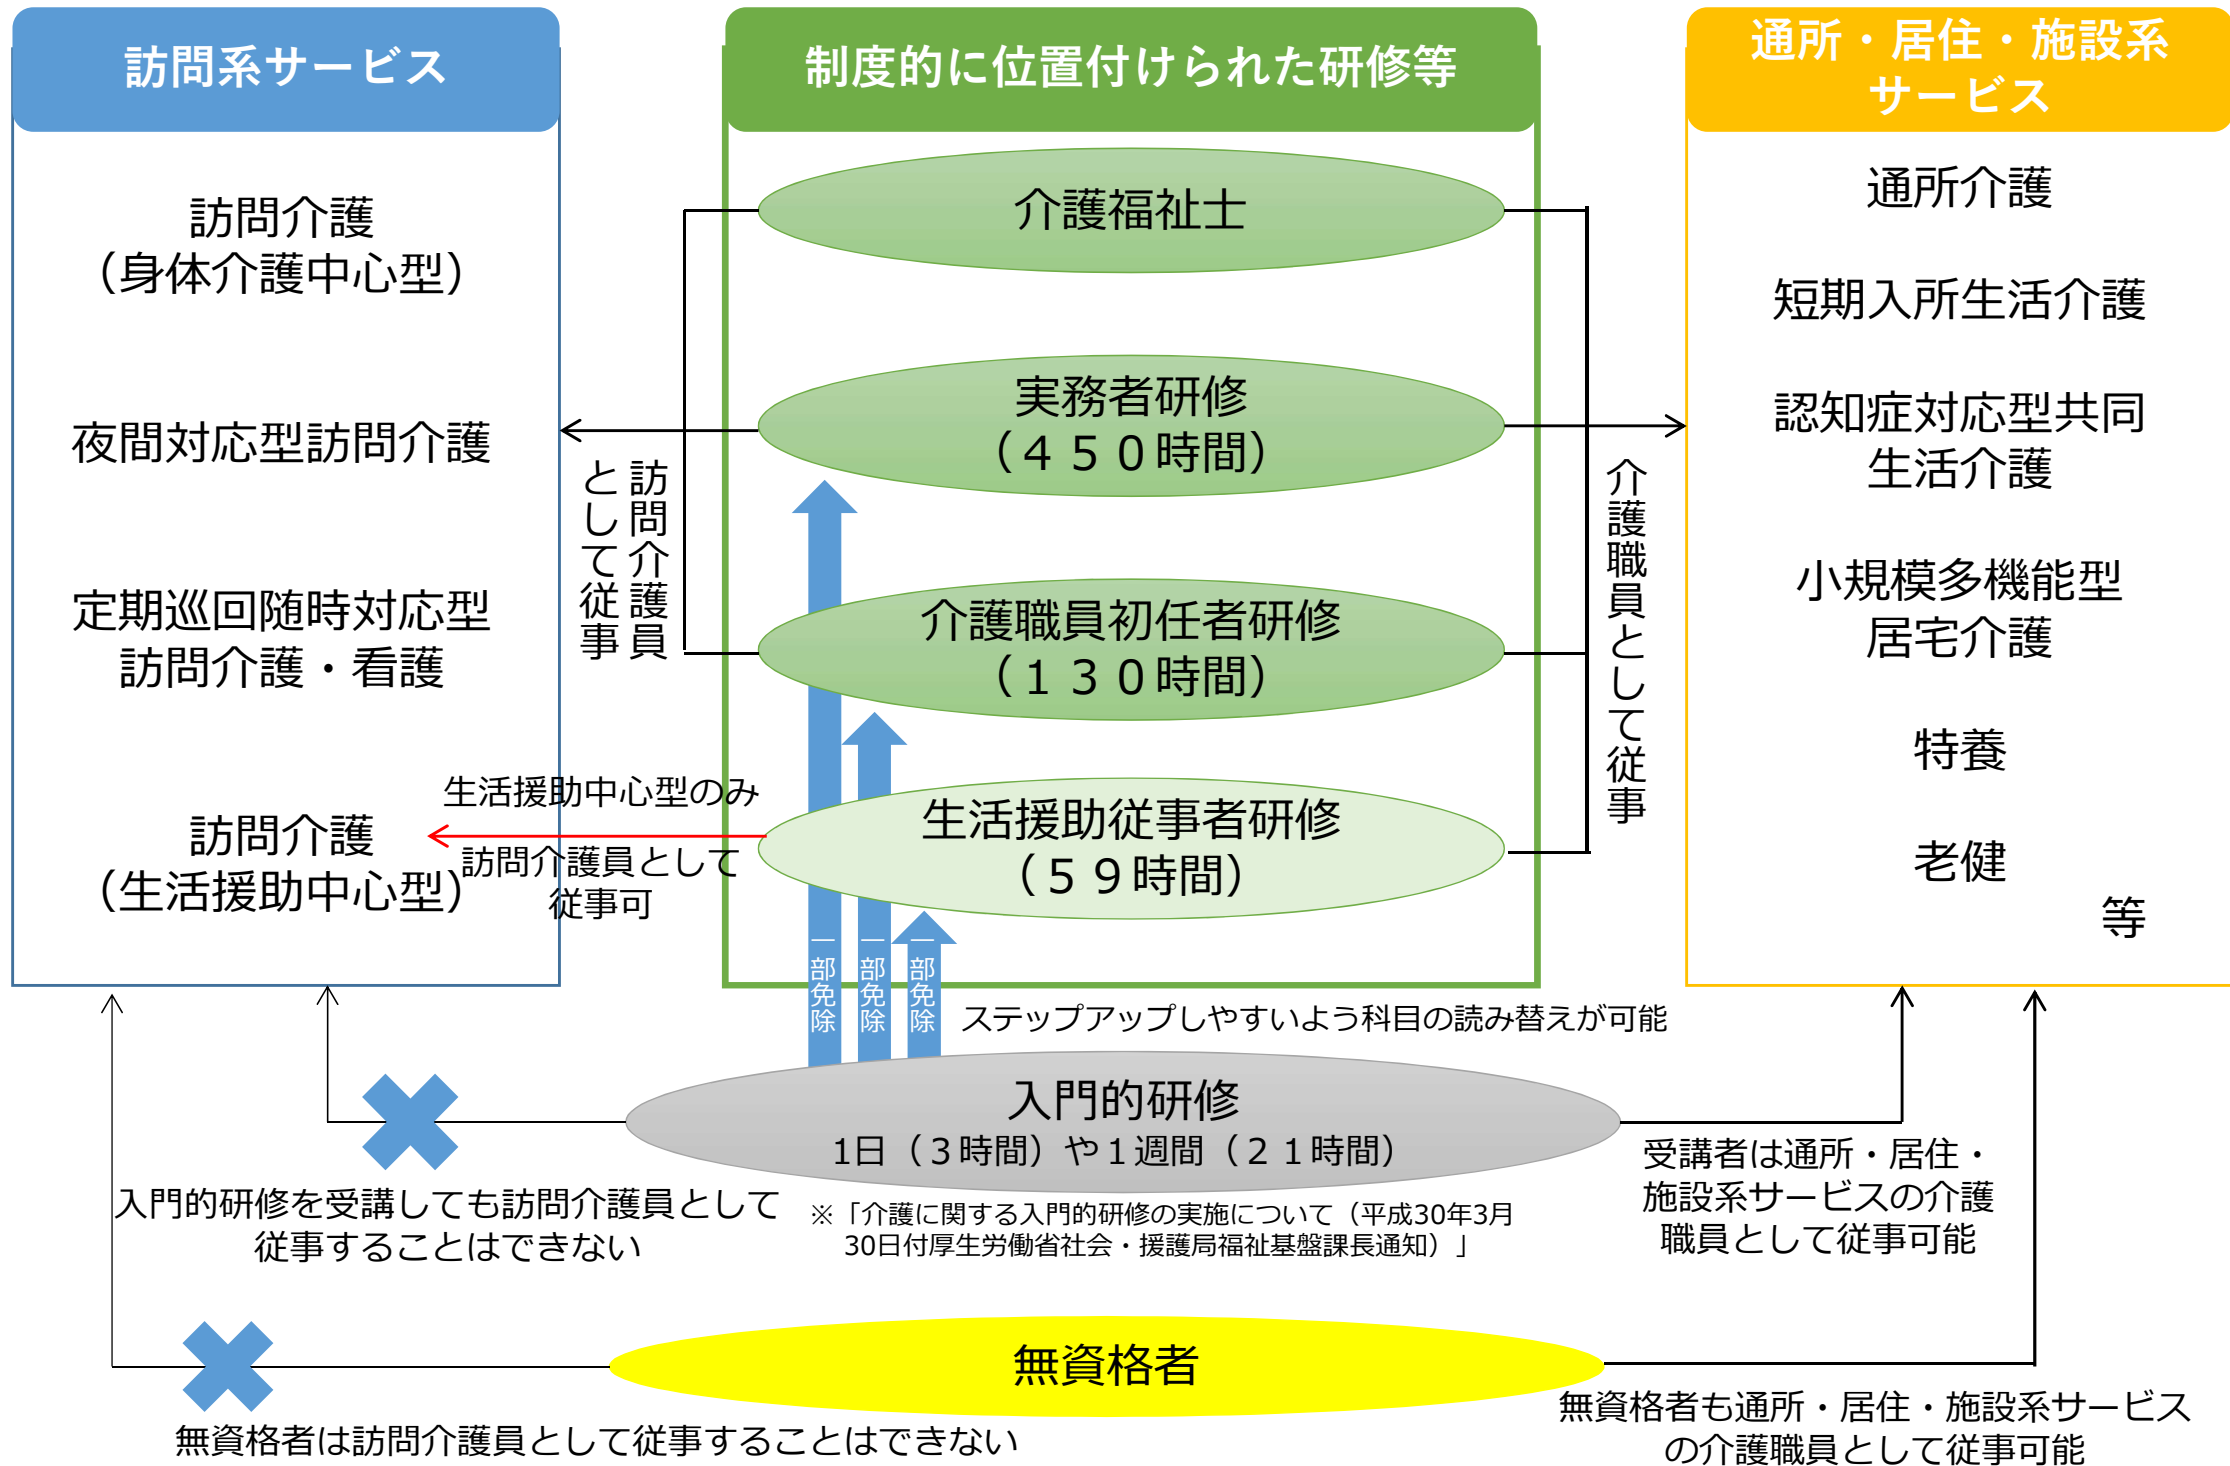 訪問系サービス
訪問介護
（身体介護中心型）
夜間対応型訪問介護
定期巡回随時対応型
訪問介護・看護
訪問介護
（生活援助中心型）
訪問介護員
として従事
生活援助中心型のみ
訪問介護員として
従事可
制度的に位置付けられた研修等
介護福祉士
実務者研修
（４５０時間）
介護職員初任者研修
（１３０時間）
生活援助従事者研修
（５９時間）
一部免除
一部免除
一部免除
ステップアップしやすいよう科目の読み替えが可能
介護職員として従事
通所・居住・施設系
サービス
通所介護
短期入所生活介護
認知症対応型共同
生活介護
小規模多機能型
居宅介護
特養
老健
等
入門的研修
1日（３時間）や１週間（２１時間）
入門的研修を受講しても訪問介護員として
従事することはできない
※「介護に関する入門的研修の実施について（平成30年3月
30日付厚生労働省社会・援護局福祉基盤課長通知）」
受講者は通所・居住・
施設系サービスの介護
職員として従事可能
無資格者
無資格者は訪問介護員として従事することはできない
無資格者も通所・居住・施設系サービス
の介護職員として従事可能